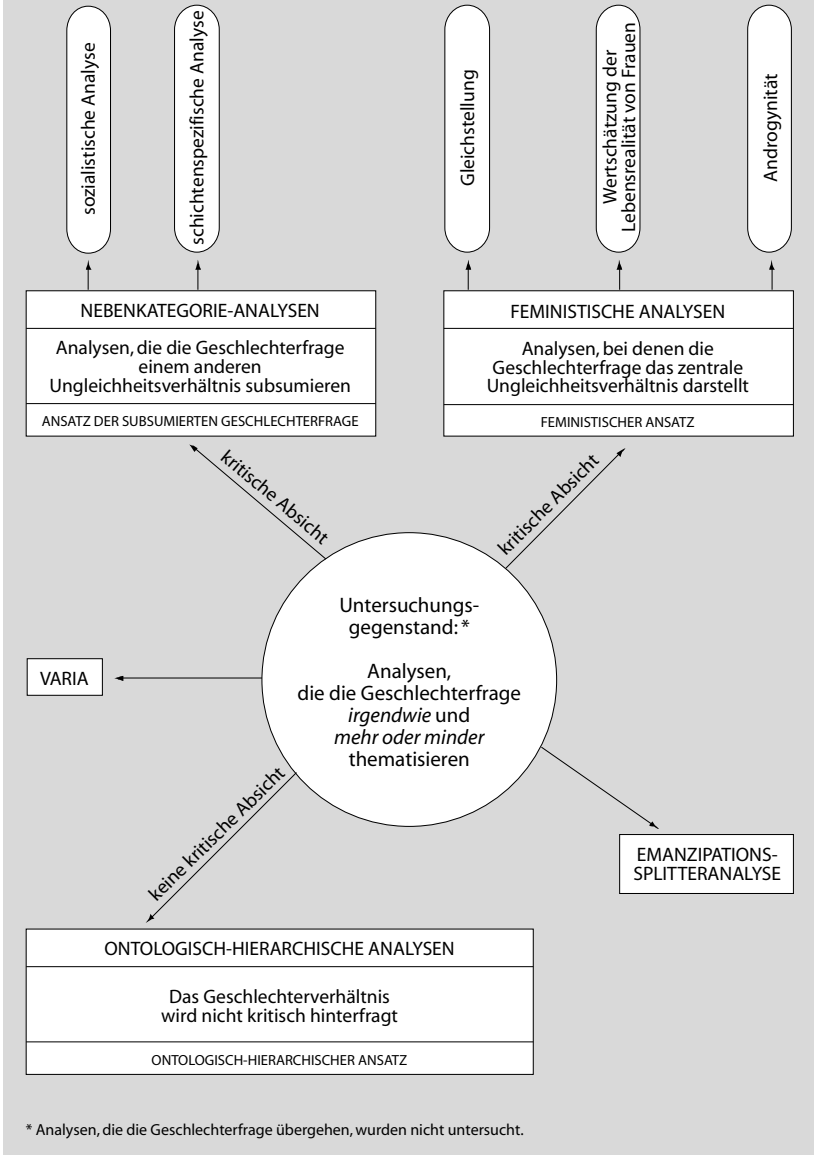 sozialistische Analyse
schichtenspezifische Analyse
Gleichstellung
Wertschätzung der
Lebensrealität von Frauen
Androgynität
NEBENKATEGORIE-ANALYSEN
Analysen, die die Geschlechterfrage
einem anderen
Ungleichheitsverhältnis subsumieren
ANSATZ DER SUBSUMIERTEN GESCHLECHTERFRAGE
FEMINISTISCHE ANALYSEN
Analysen, bei denen die
Geschlechterfrage das zentrale
Ungleichheitsverhältnis darstellt
FEMINISTISCHER ANSATZ
kritische Absicht
kritische Absicht
Untersuchungs-
gegenstand: *
Analysen,
die die Geschlechterfrage
irgendwie und
mehr oder minder
thematisieren
VARIA
keine kritische Absicht
EMANZIPATIONS-
SPLITTERANALYSE
ONTOLOGISCH-HIERARCHISCHE ANALYSEN
Das Geschlechterverhältnis
wird nicht kritisch hinterfragt
ONTOLOGISCH-HIERARCHISCHER ANSATZ
* Analysen, die die Geschlechterfrage übergehen, wurden nicht untersucht.